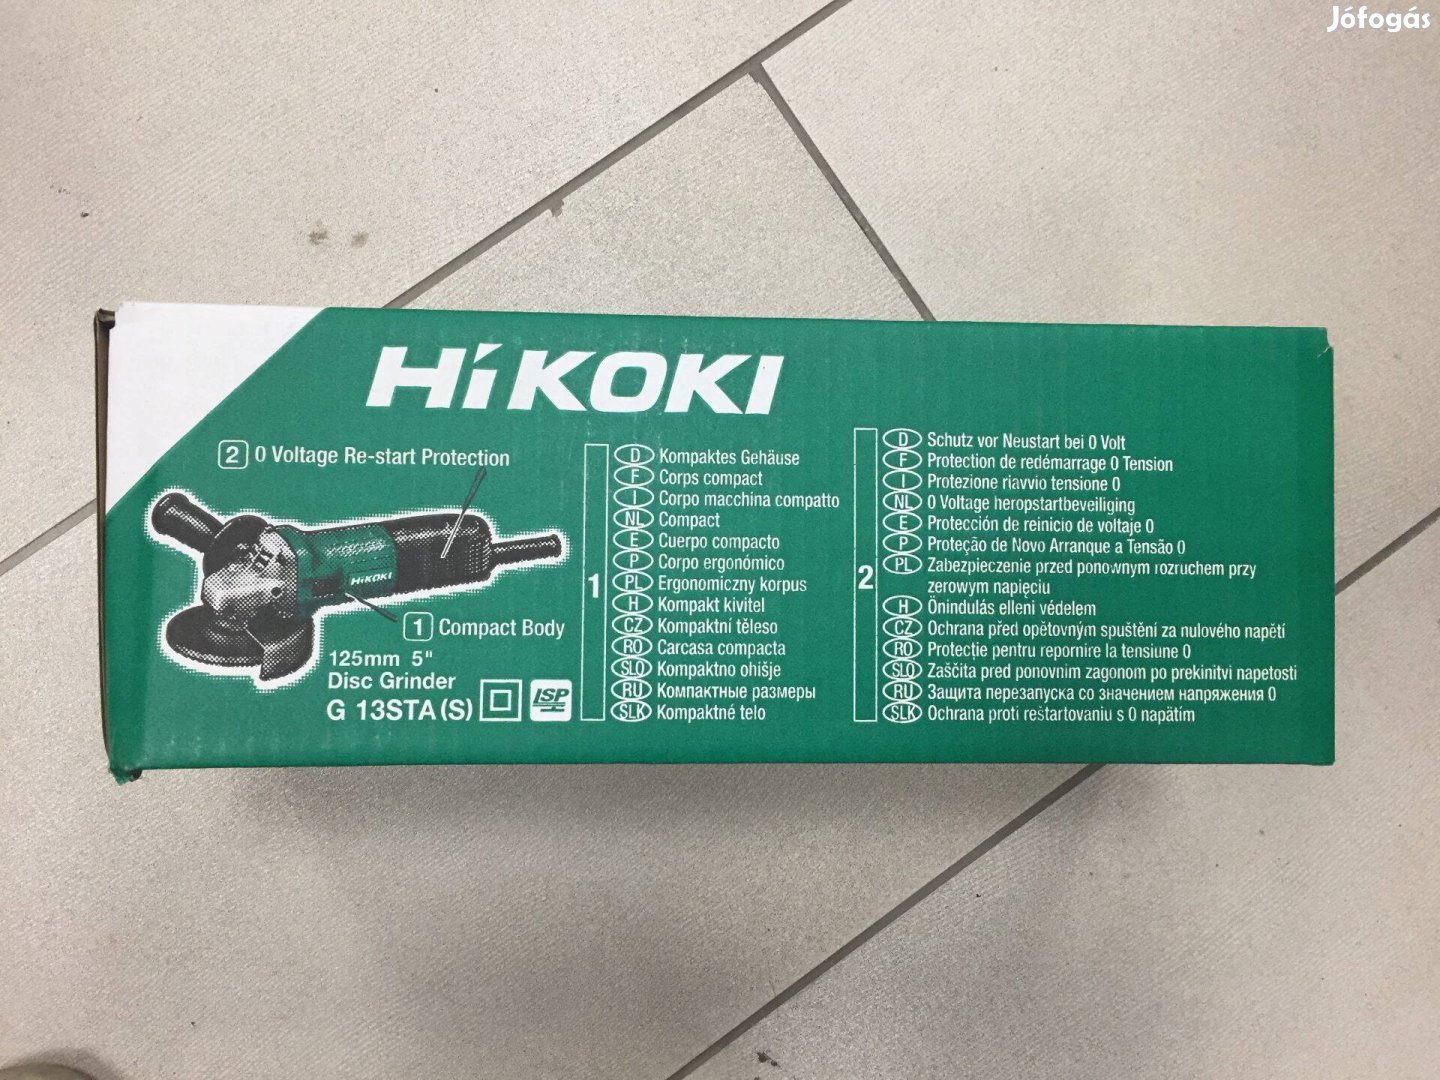 Jófogás
HiKOKI
2 0 Voltage Re-start Protection
HiKOKI
1 Compact Body
125mm 5"
Disc Grinder
G 13STA (S)
LSP
1
D Kompaktes Gehäuse
F Corps compact
I Corpo macchina compatto
NL Compact
E Cuerpo compacto
P Corpo ergonómico
PL Ergonomiczny korpus
H Kompakt kivitel
CZ Kompaktní těleso
RO Carcasa compacta
SLO Kompaktno ohišje
RU Компактные размеры
SLK Kompaktné telo
2
D Schutz vor Neustart bei 0 Volt
F Protection de redémarrage 0 Tension
I Protezione riavvio tensione 0
NL 0 Voltage heropstartbeveiliging
E Protección de reinicio de voltaje 0
P Proteção de Novo Arranque a Tensão 0
PL Zabezpieczenie przed ponownym rozruchem przy
zerowym napięciu
H Önindulás elleni védelem
CZ Ochrana před opětovným spuštění za nulového napětí
RO Protecție pentru repornire la tensiune 0
SLO Zaščita pred ponovnim zagonom po prekinitvi napetosti
RU Защита перезапуска со значением напряжения 0
SLK Ochrana proti reštartovaniu s 0 napätím